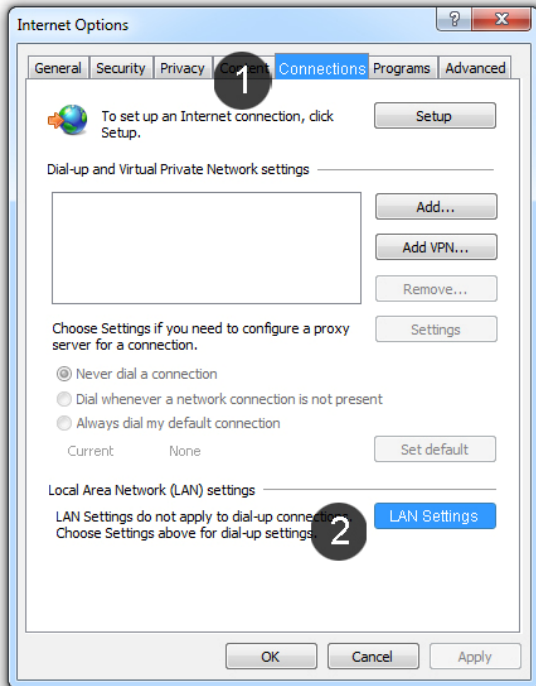 Internet Options
General Security Privacy Content Connections Programs Advanced
1
To set up an Internet connection, click
Setup.
Setup
Dial-up and Virtual Private Network settings
Add...
Add VPN...
Remove...
Choose Settings if you need to configure a proxy
server for a connection.
Settings
Never dial a connection
Dial whenever a network connection is not present
Always dial my default connection
Current None
Set default
Local Area Network (LAN) settings
LAN Settings do not apply to dial-up connections.
Choose Settings above for dial-up settings.
2
LAN Settings
OK Cancel Apply